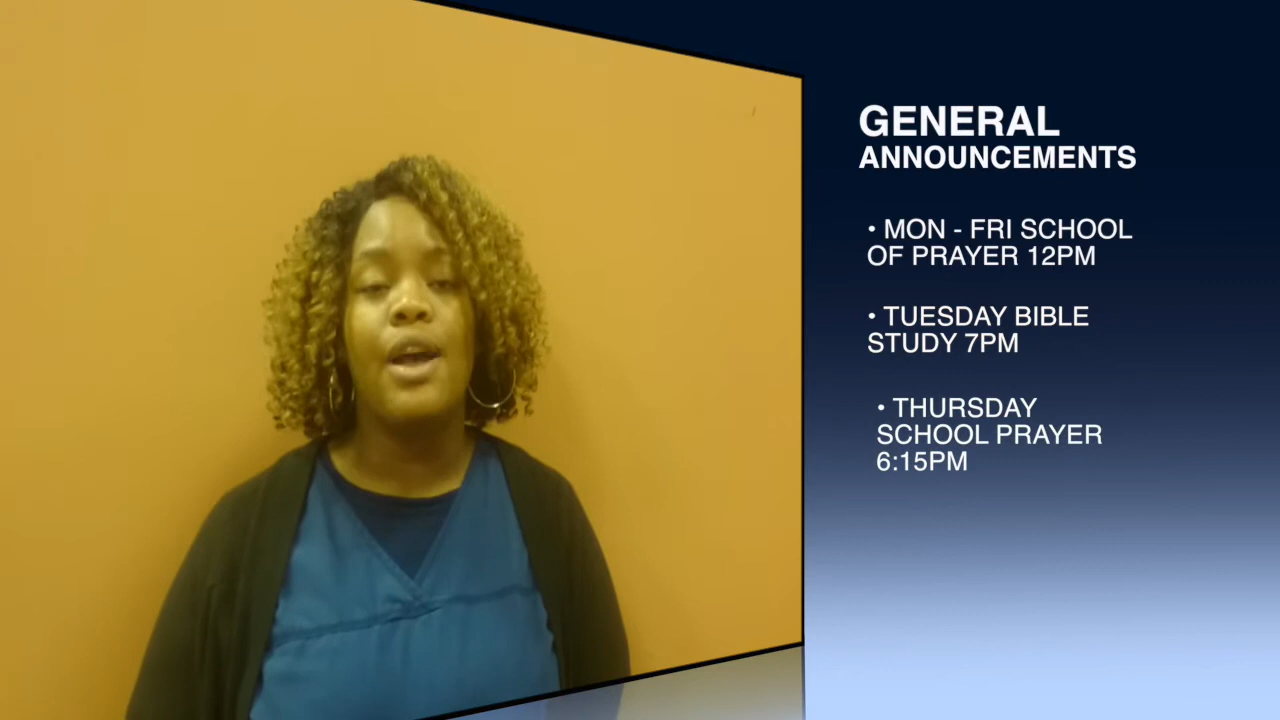 GENERAL
ANNOUNCEMENTS
• MON - FRI SCHOOL
OF PRAYER 12PM
• TUESDAY BIBLE
STUDY 7PM
• THURSDAY
SCHOOL PRAYER
6:15PM